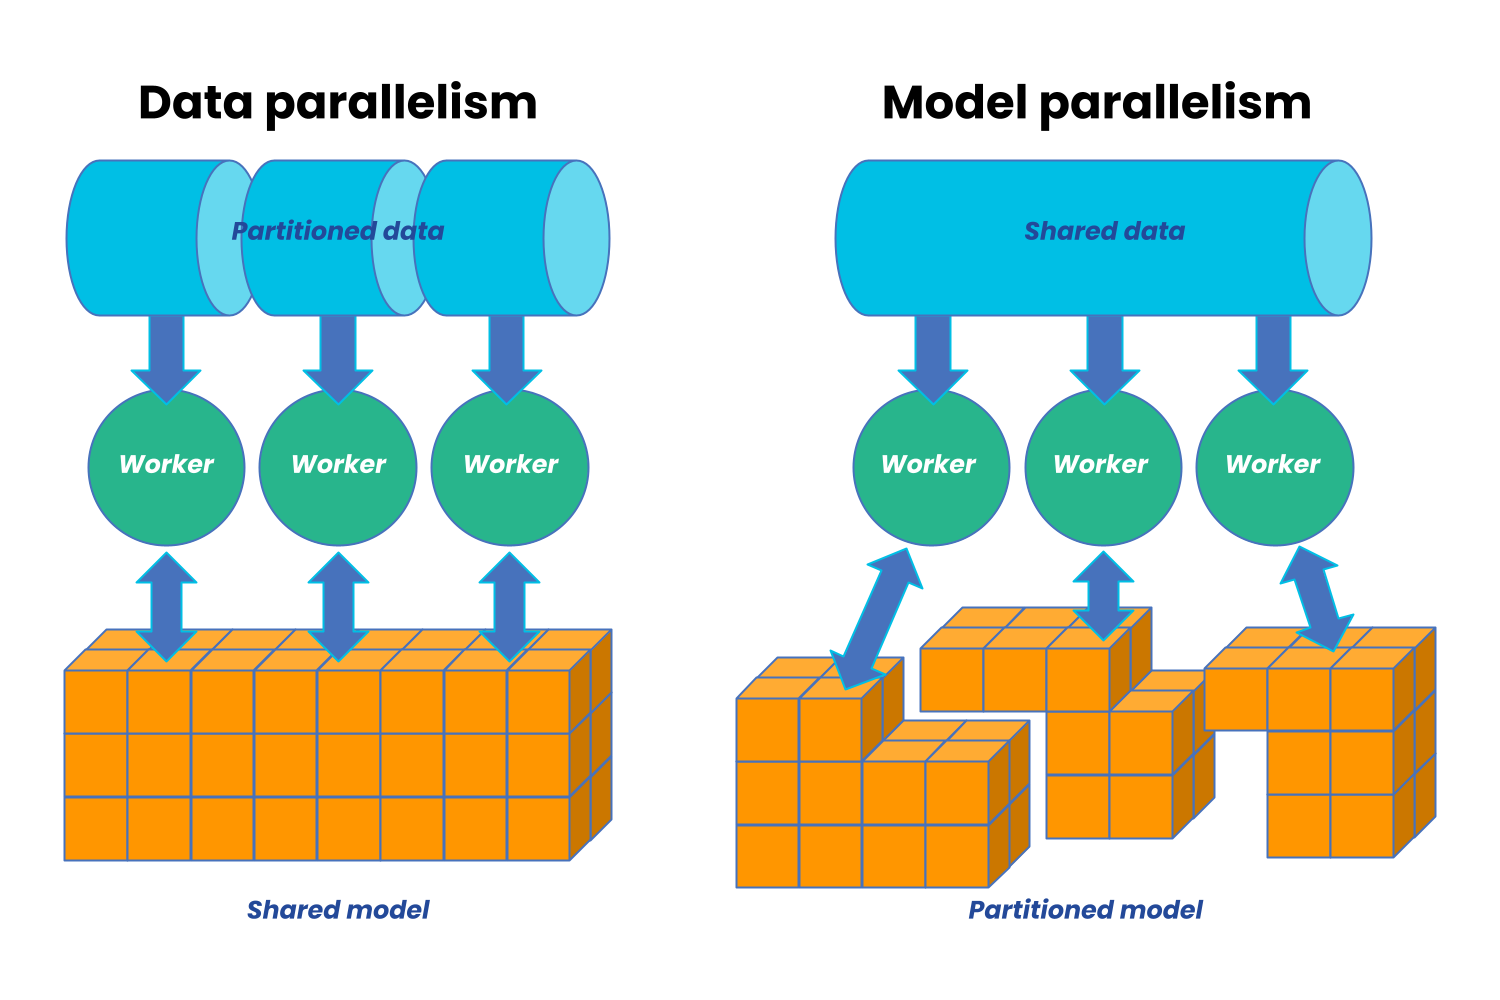 Data parallelism
Partitioned data
Worker
Worker
Worker
Shared model
Model parallelism
Shared data
Worker
Worker
Worker
Partitioned model